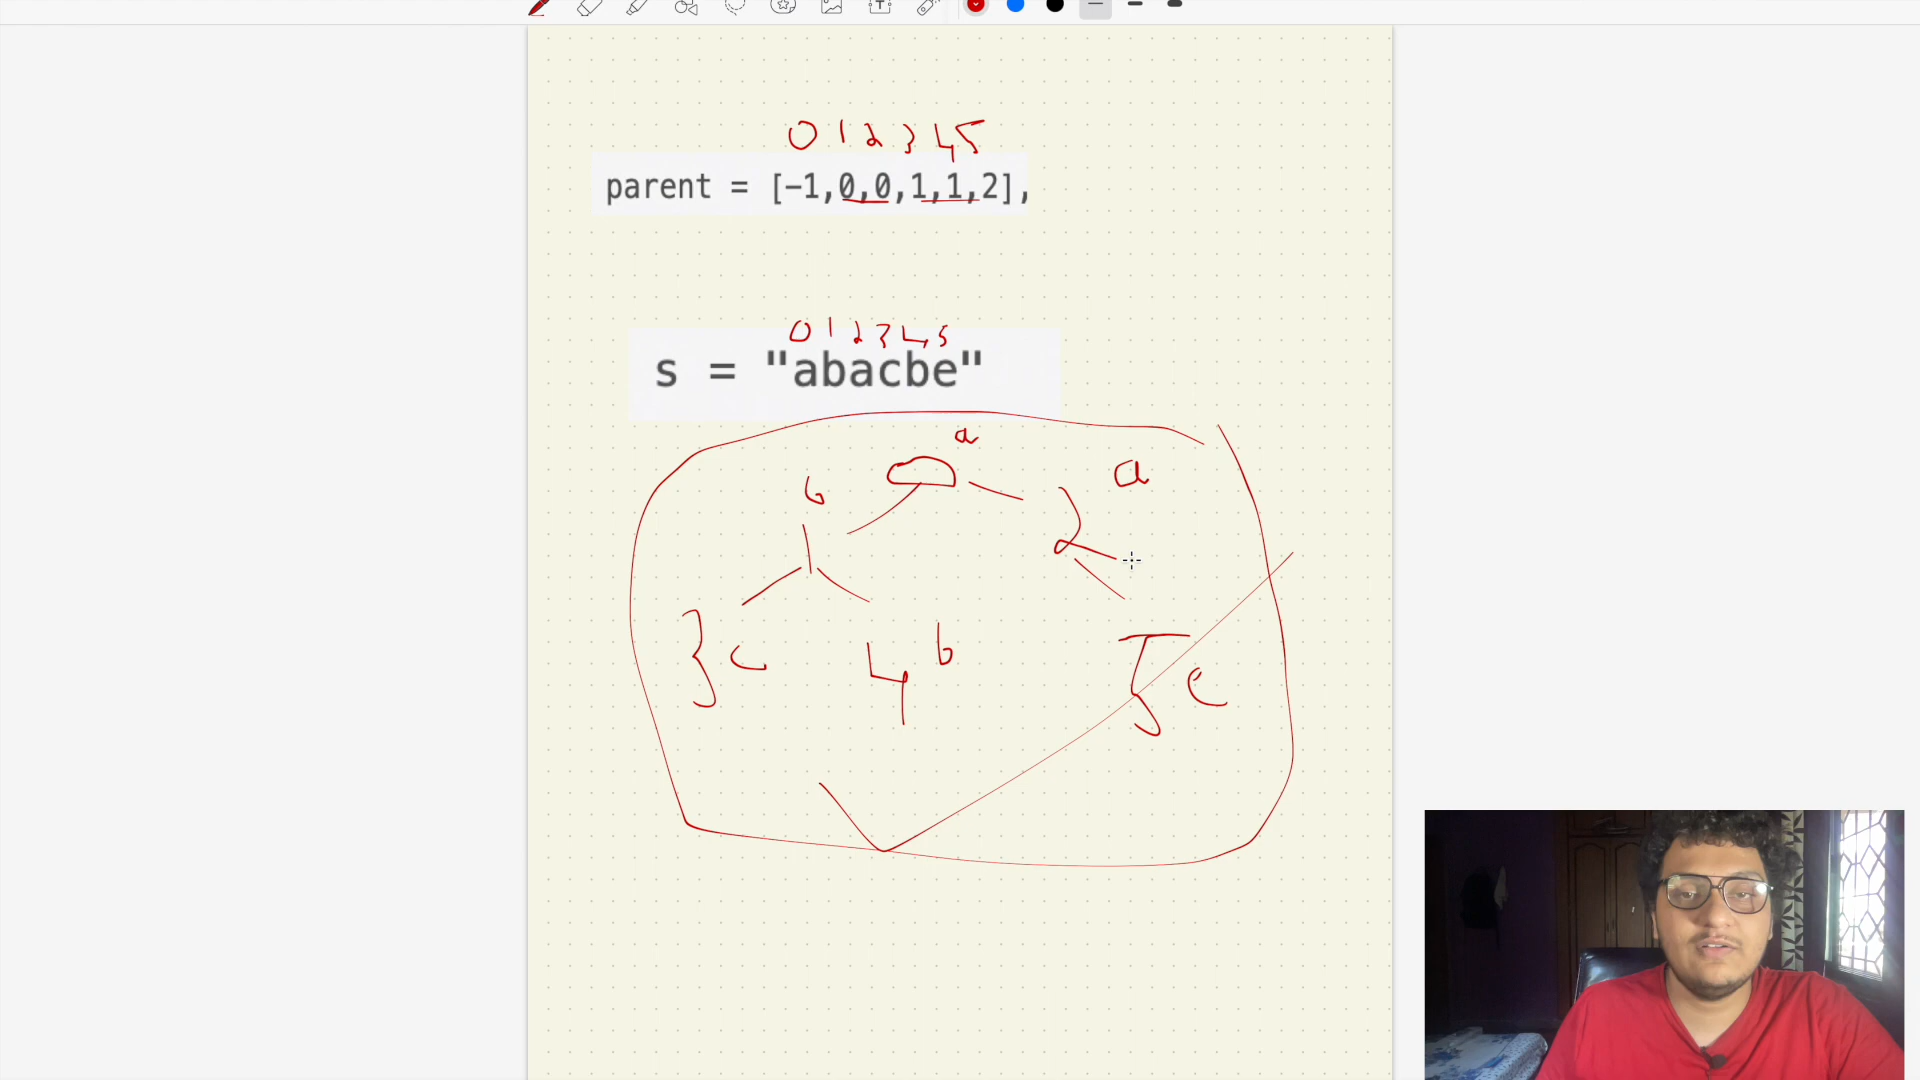 0 1 2 3 4 5
parent = [-1,0,0,1,1,2],
0 1 2 3 4 5
s = "abacbe"
a
b
a
1
2
3 c
4 b
5 e